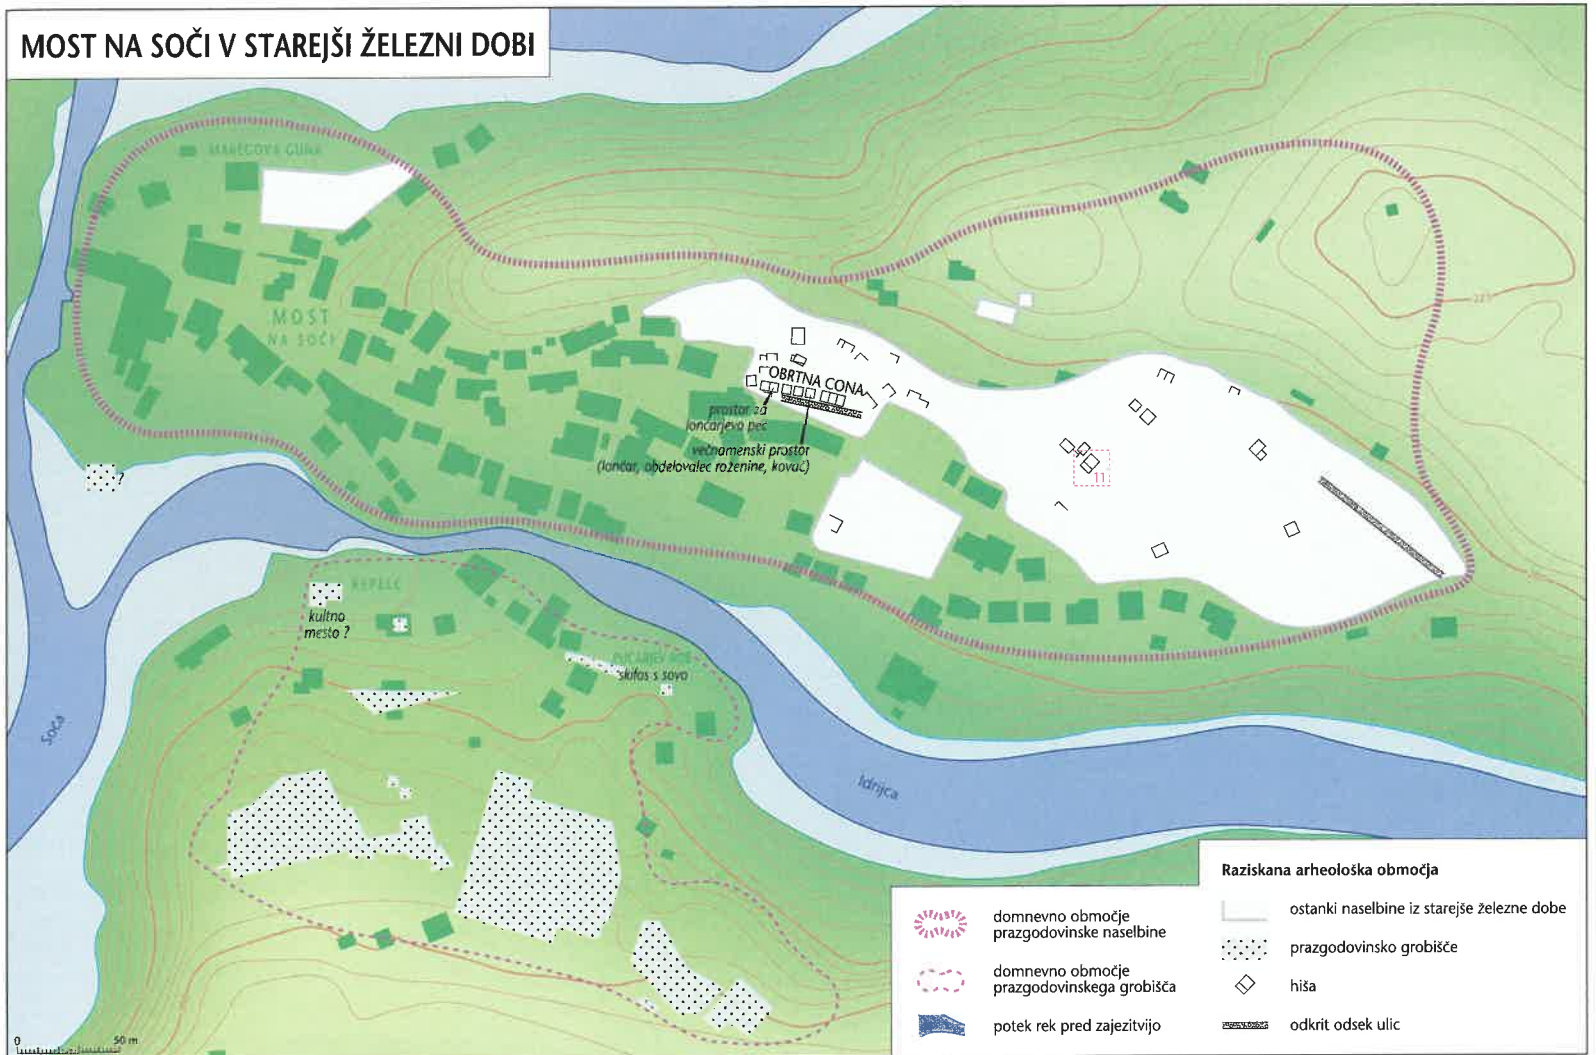 MOST NA SOČI V STAREJŠI ŽELEZNI DOBI
MAREGOVA GUNA
MOST
NA SOČI
OBRTNA CONA
prostor za
lončarjevo peč
večnamenski prostor
(lončar, obdelovalec roženine, kovač)
11
?
REPELC
kultno
mesto ?
skifos s sovo
Soča
Idrijca
0 50 m
domnevno območje
prazgodovinske naselbine
domnevno območje
prazgodovinskega grobišča
potek rek pred zajezitvijo
Raziskana arheološka območja
ostanki naselbine iz starejše železne dobe
prazgodovinsko grobišče
hiša
odkrit odsek ulic